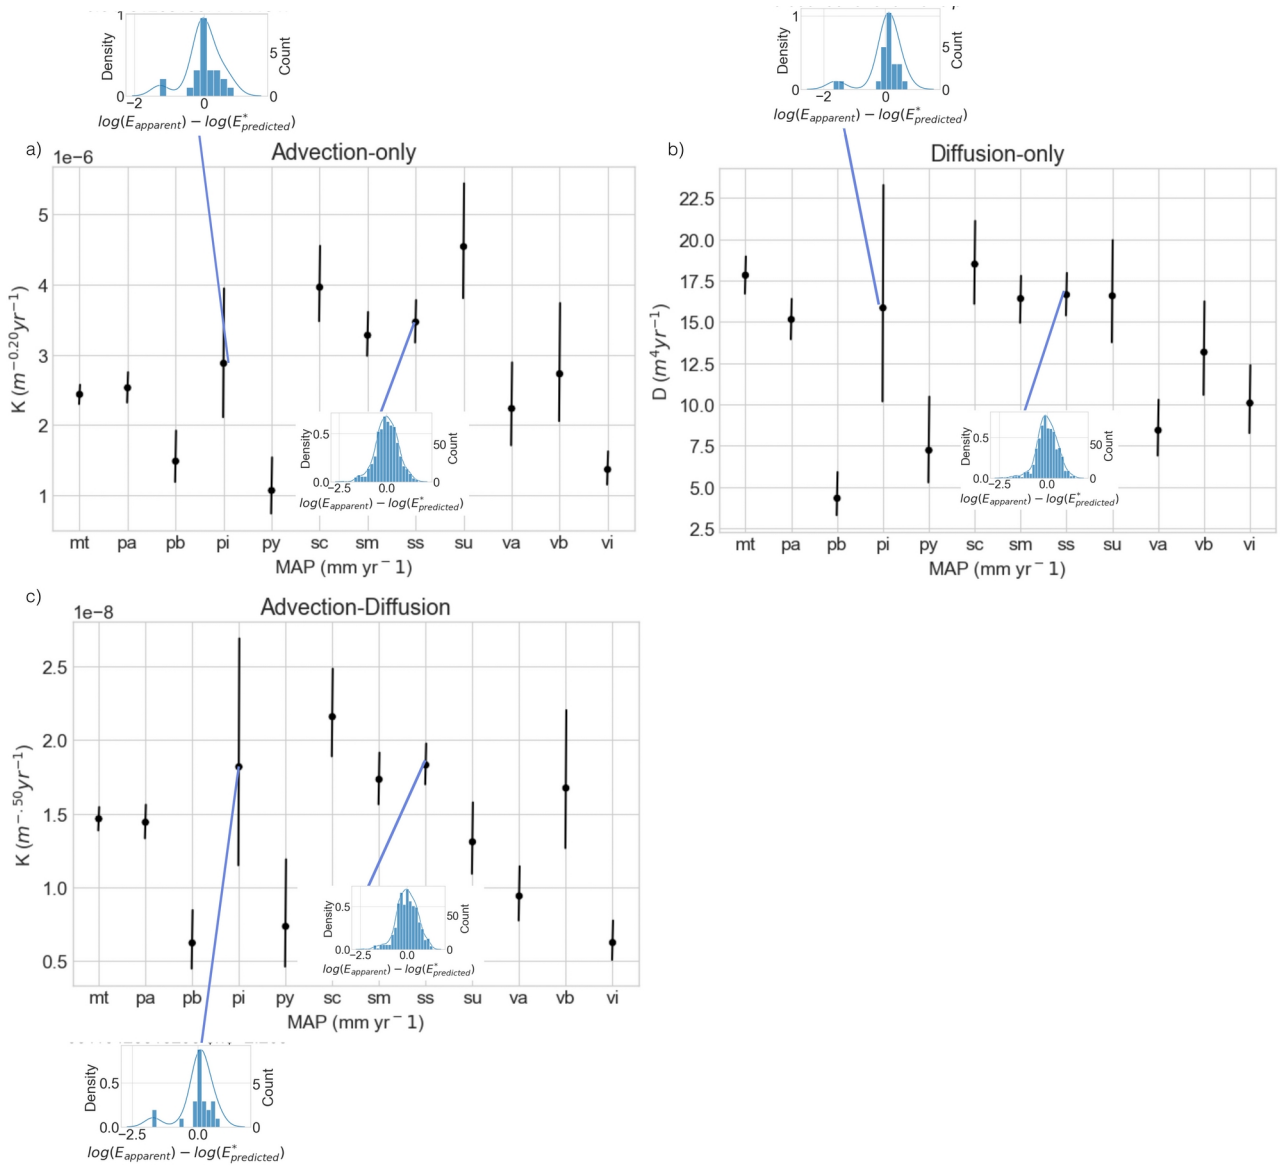 1
0
Density
5
0
Count
−2
0
log(E_apparent) − log(E*_predicted)
1
0
Density
5
0
Count
−2
0
log(E_apparent) − log(E*_predicted)
a)
1e−6
Advection-only
5
4
3
2
1
K (m^−0.20 yr^−1)
0.5
0.0
Density
50
0
Count
−2.5
0.0
log(E_apparent) − log(E*_predicted)
mt pa pb pi py sc sm ss su va vb vi
MAP (mm yr⁻ 1)
b)
Diffusion-only
22.5
20.0
17.5
15.0
12.5
10.0
7.5
5.0
2.5
D (m^4 yr^−1)
0.5
0.0
Density
50
0
Count
−2.5
0.0
log(E_apparent) − log(E*_predicted)
mt pa pb pi py sc sm ss su va vb vi
MAP (mm yr⁻ 1)
c)
1e−8
Advection-Diffusion
2.5
2.0
1.5
1.0
0.5
K (m^−.50 yr^−1)
0.5
0.0
Density
50
0
Count
−2.5
0.0
log(E_apparent) − log(E*_predicted)
mt pa pb pi py sc sm ss su va vb vi
MAP (mm yr⁻ 1)
0.5
0.0
Density
5
0
Count
−2.5
0.0
log(E_apparent) − log(E*_predicted)